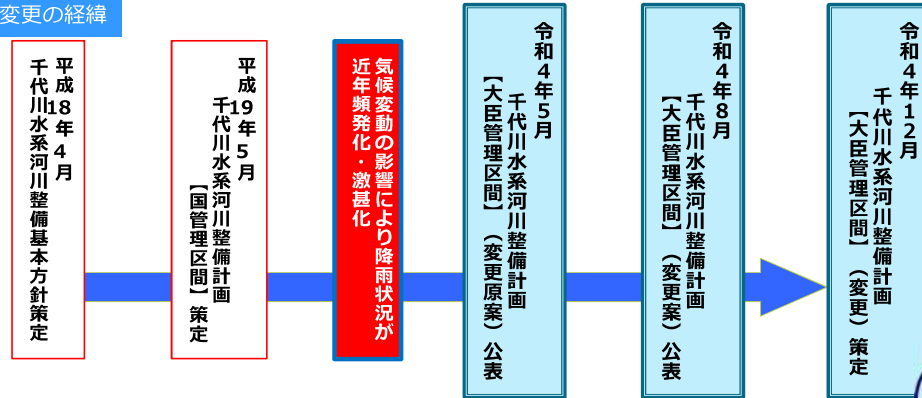 変更の経緯
平成18年4月
千代川水系河川整備基本方針策定
平成19年5月
千代川水系河川整備計画
【国管理区間】策定
気候変動の影響により降雨状況が
近年頻発化・激甚化
令和4年5月
千代川水系河川整備計画
【大臣管理区間】（変更原案）公表
令和4年8月
千代川水系河川整備計画
【大臣管理区間】（変更案）公表
令和4年12月
千代川水系河川整備計画
【大臣管理区間】（変更）策定